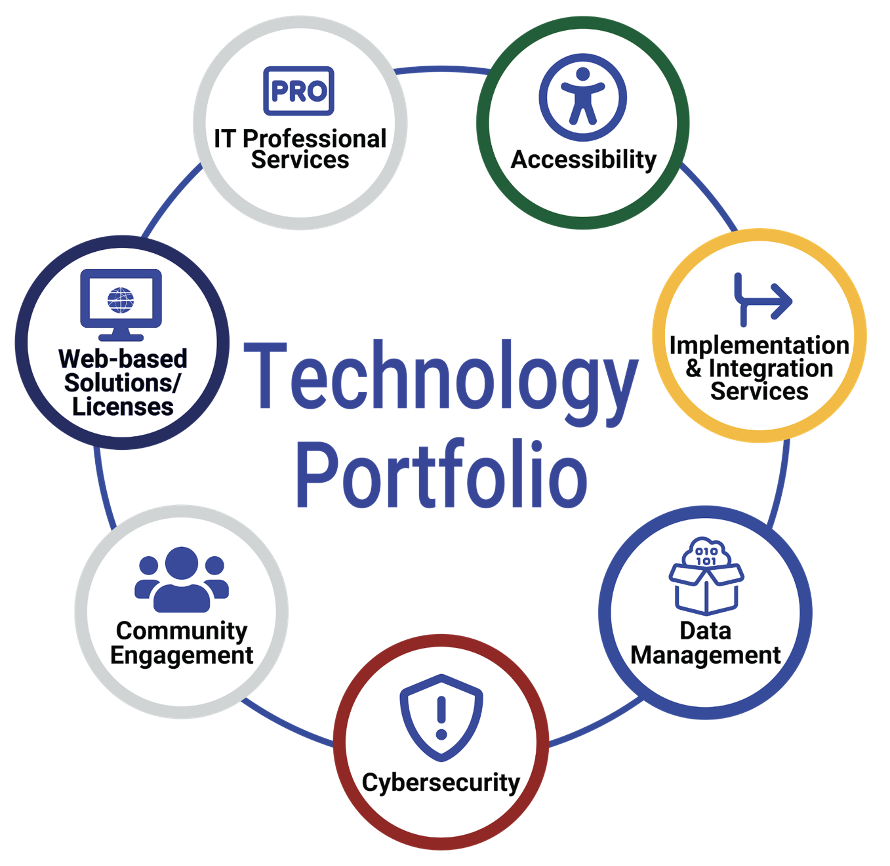 PRO
IT Professional
Services
Accessibility
Implementation
& Integration
Services
010
101
Data
Management
Cybersecurity
Community
Engagement
Web-based
Solutions/
Licenses
Technology
Portfolio